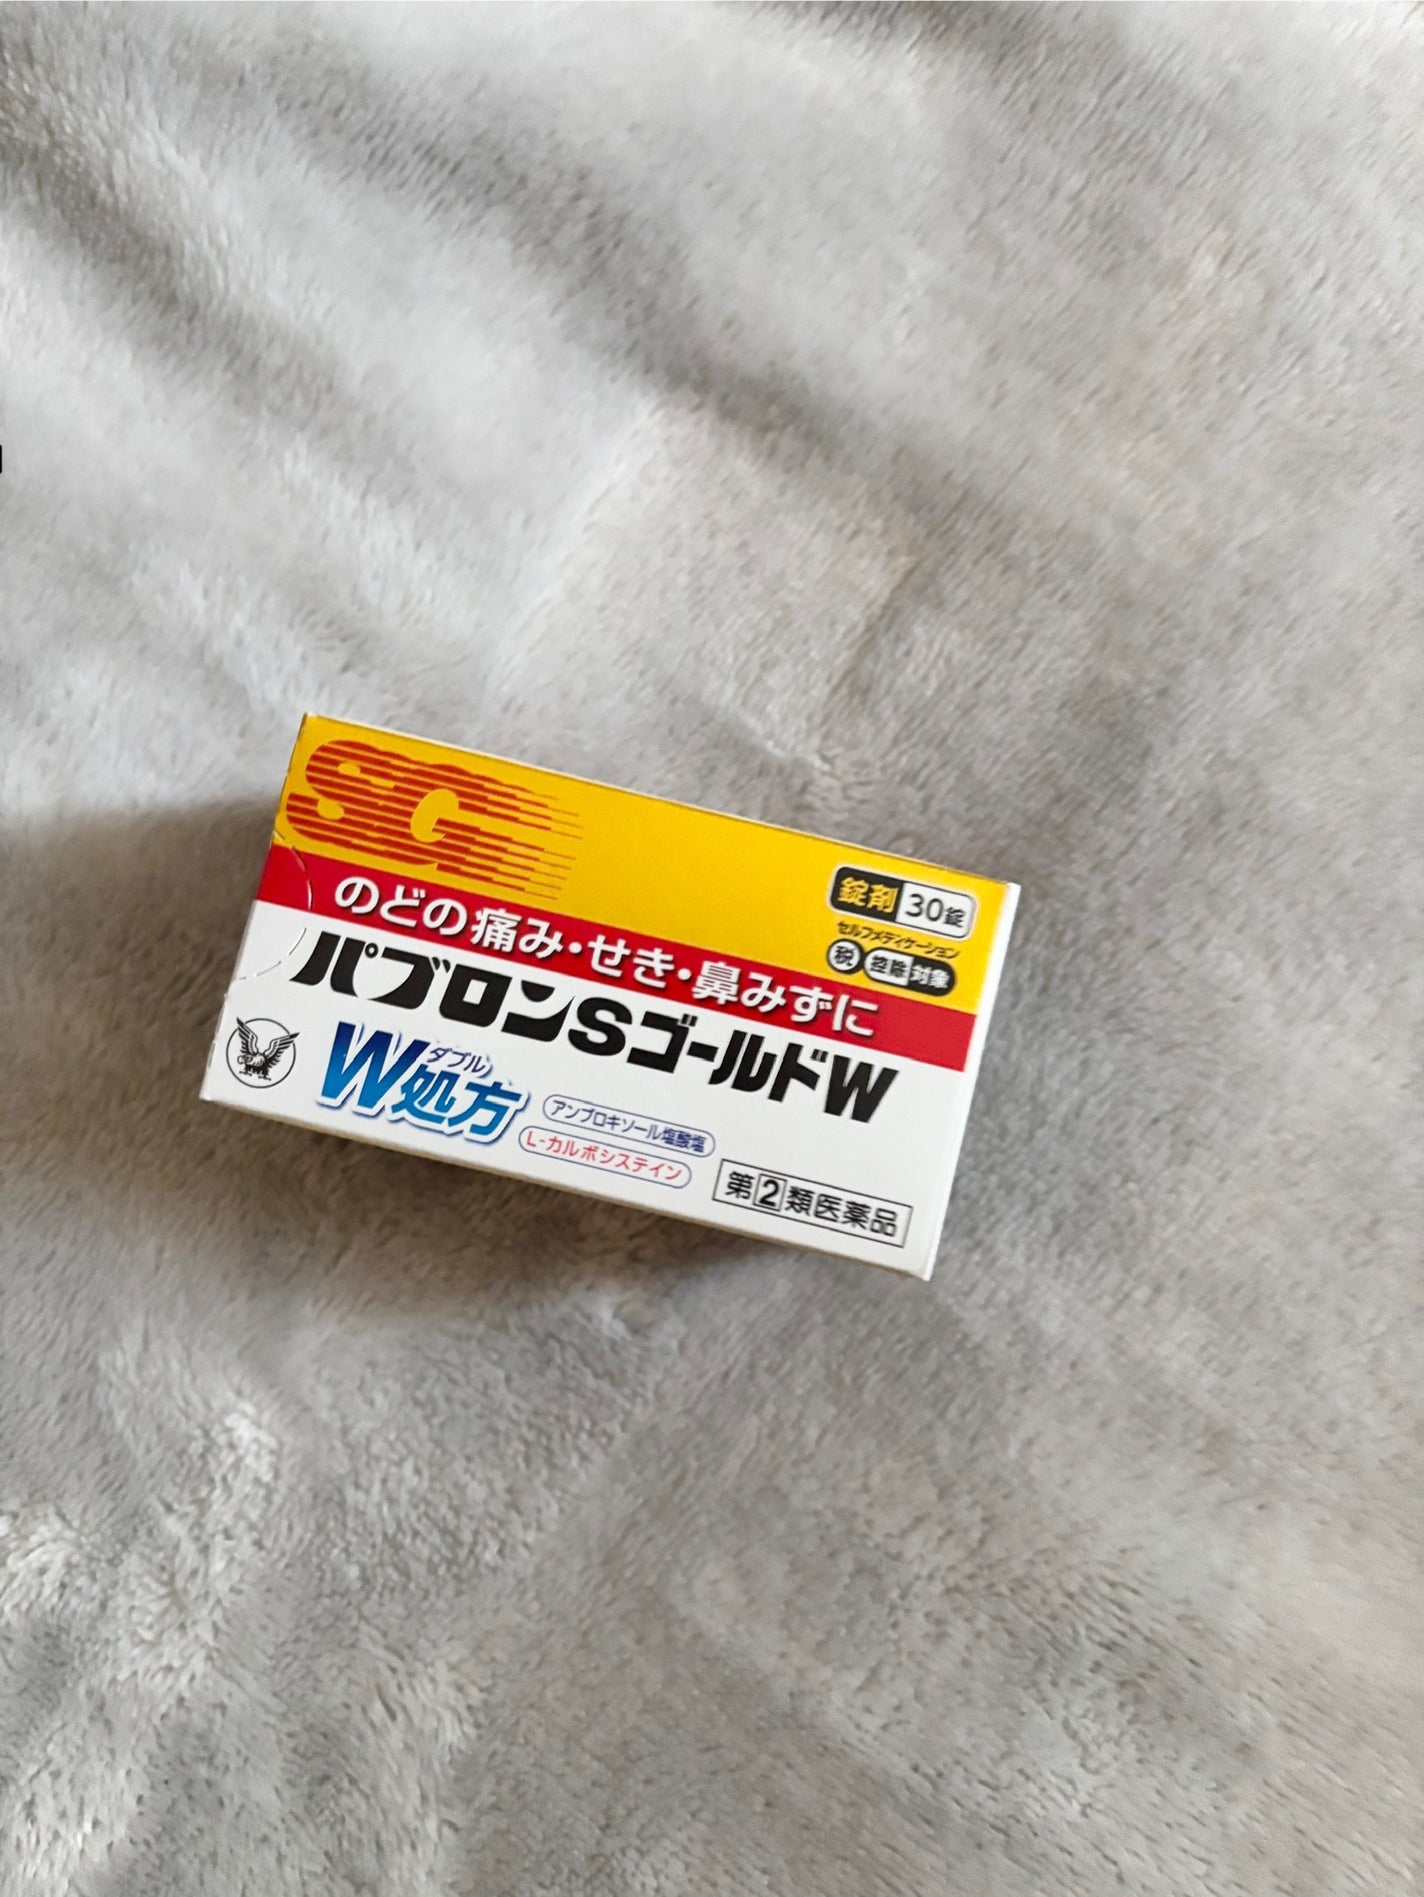 SG
錠剤 30錠
セルフメディケーション
税 控除 対象
のどの痛み・せき・鼻みずに
パブロンSゴールドW
W処方
ダブル
アンブロキソール塩酸塩
L-カルボシステイン
第2類医薬品